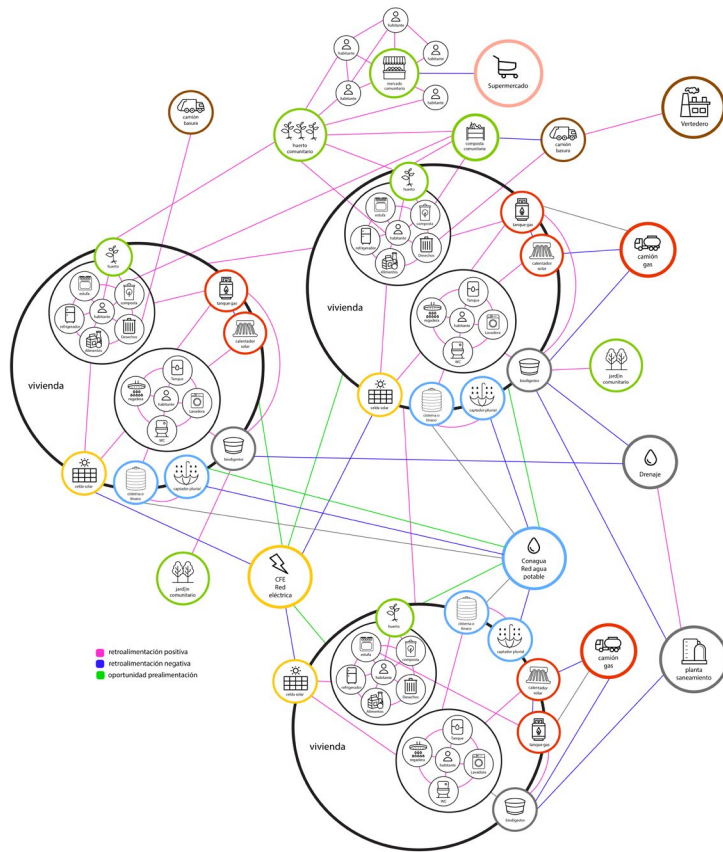 habitante
habitante
habitante
habitante
habitante
mercado
comunitario
Supermercado
camión
basura
huerto
comunitario
composta
comunitario
camión
basura
Vertedero
huerto
estufa
composta
refrigerador
habitante
Desechos
Alimentos
tanque gas
calentador
solar
camión
gas
vivienda
Tanque
regadera
habitante
Lavadora
WC
biodigestor
jard[in
comunitario
celda solar
cisterna o
tinaco
captador pluvial
huerto
estufa
composta
refrigerador
habitante
Desechos
Alimentos
tanque gas
calentador
solar
vivienda
Tanque
regadera
habitante
Lavadora
WC
biodigestor
celda solar
cisterna o
tinaco
captador pluvial
Drenaje
jard[in
comunitario
CFE
Red
eléctrica
Conagua
Red agua
potable
retroalimentación positiva
retroalimentación negativa
oportunidad prealimentación
huerto
estufa
composta
refrigerador
habitante
Desechos
Alimentos
celda solar
cisterna o
tinaco
captador pluvial
calentador
solar
camión
gas
planta
saneamiento
vivienda
Tanque
regadera
habitante
Lavadora
WC
tanque gas
biodigestor